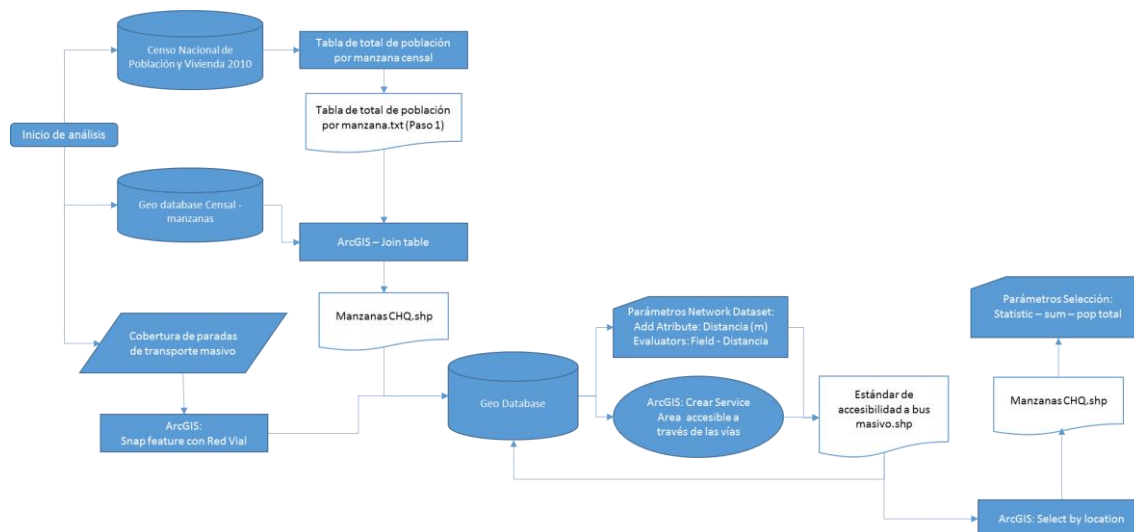 Censo Nacional de
Población y Vivienda 2010
Tabla de total de población
por manzana censal
Tabla de total de población
por manzana.txt (Paso 1)
Inicio de análisis
Geo database Censal -
manzanas
ArcGIS – Join table
Manzanas CHQ.shp
Cobertura de paradas
de transporte masivo
ArcGIS:
Snap feature con Red Vial
Geo Database
Parámetros Network Dataset:
Add Atribute: Distancia (m)
Evaluators: Field - Distancia
ArcGIS: Crear Service
Area accesible a
través de las vías
Estándar de
accesibilidad a bus
masivo.shp
Parámetros Selección:
Statistic – sum – pop total
Manzanas CHQ.shp
ArcGIS: Select by location